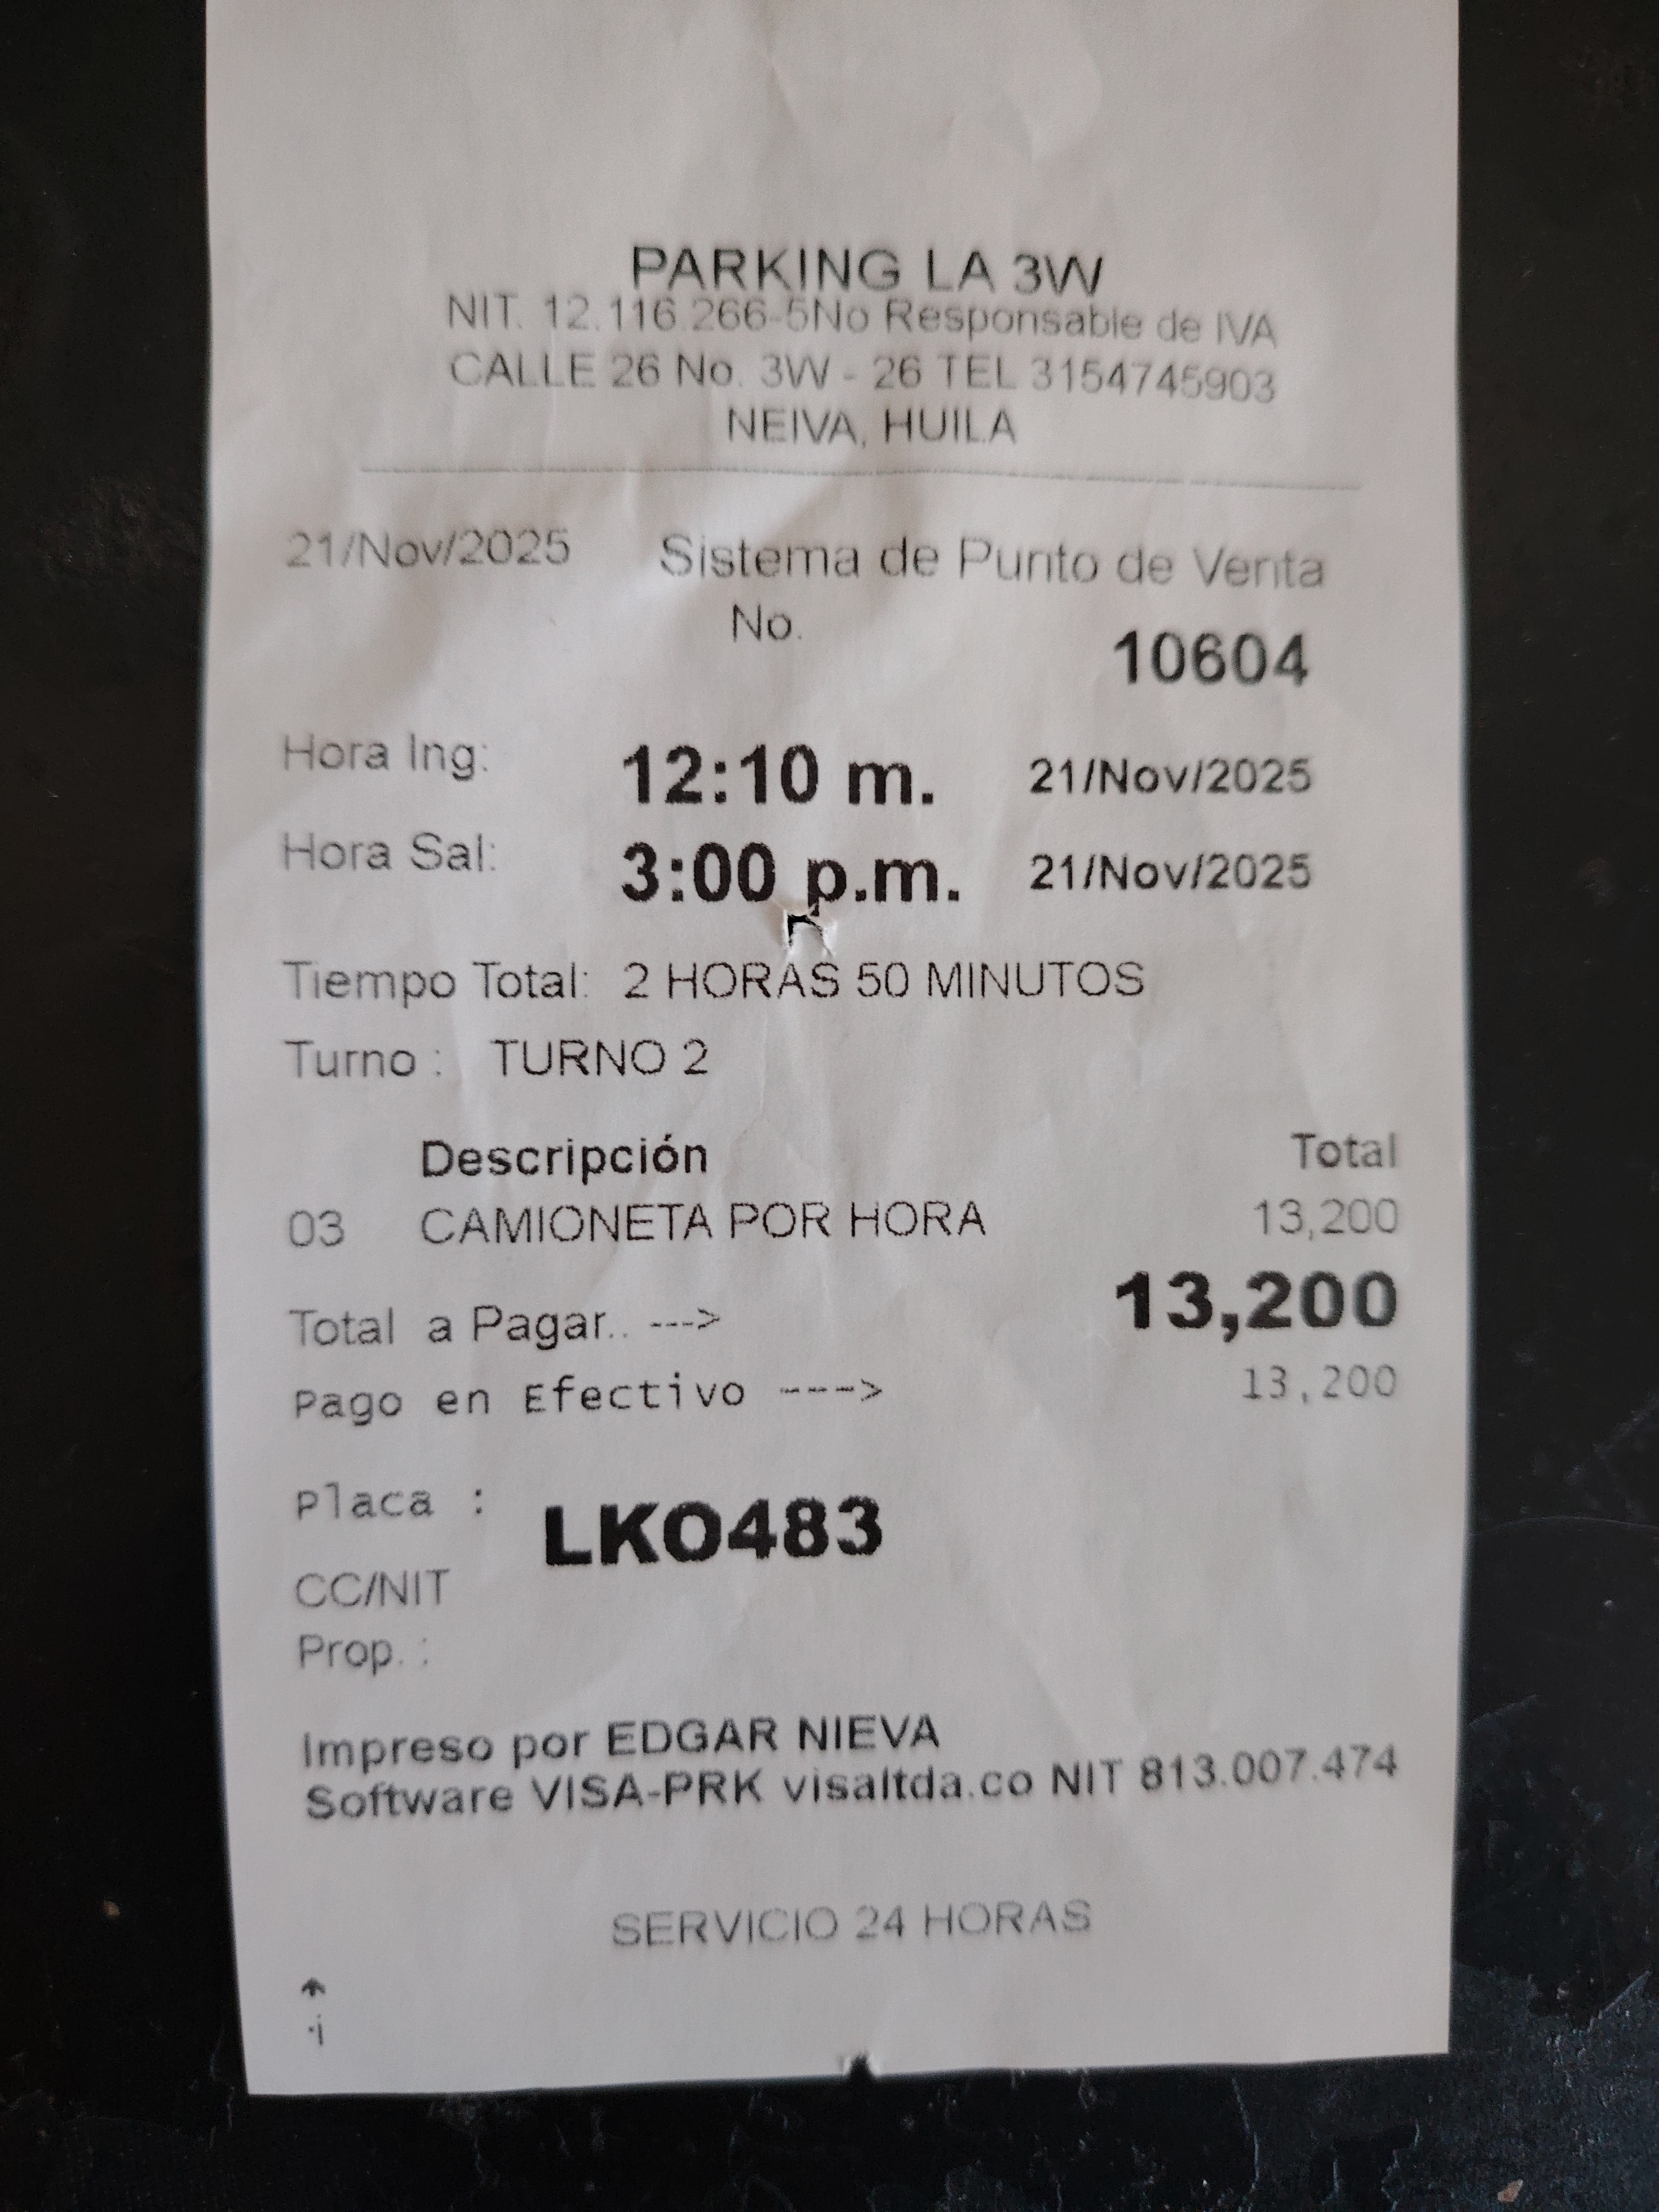 PARKING LA 3W
NIT. 12.116.266-5No Responsable de IVA
CALLE 26 No. 3W - 26 TEL 3154745903
NEIVA, HUILA
21/Nov/2025 Sistema de Punto de Venta
No. 10604
Hora Ing: 12:10 m. 21/Nov/2025
Hora Sal: 3:00 p.m. 21/Nov/2025
Tiempo Total: 2 HORAS 50 MINUTOS
Turno : TURNO 2
Descripción Total
03 CAMIONETA POR HORA 13,200
Total a Pagar.. ---> 13,200
Pago en Efectivo ---> 13,200
Placa : LKO483
CC/NIT
Prop. :
Impreso por EDGAR NIEVA
Software VISA-PRK visaltda.co NIT 813.007.474
SERVICIO 24 HORAS